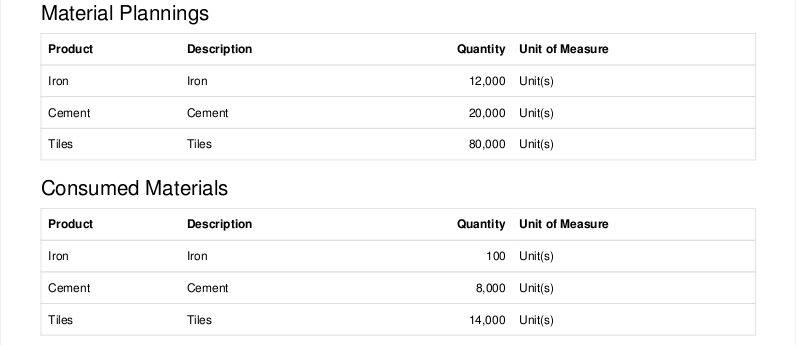 Material Plannings
Product Description Quantity Unit of Measure
Iron Iron 12,000 Unit(s)
Cement Cement 20,000 Unit(s)
Tiles Tiles 80,000 Unit(s)
Consumed Materials
Product Description Quantity Unit of Measure
Iron Iron 100 Unit(s)
Cement Cement 8,000 Unit(s)
Tiles Tiles 14,000 Unit(s)